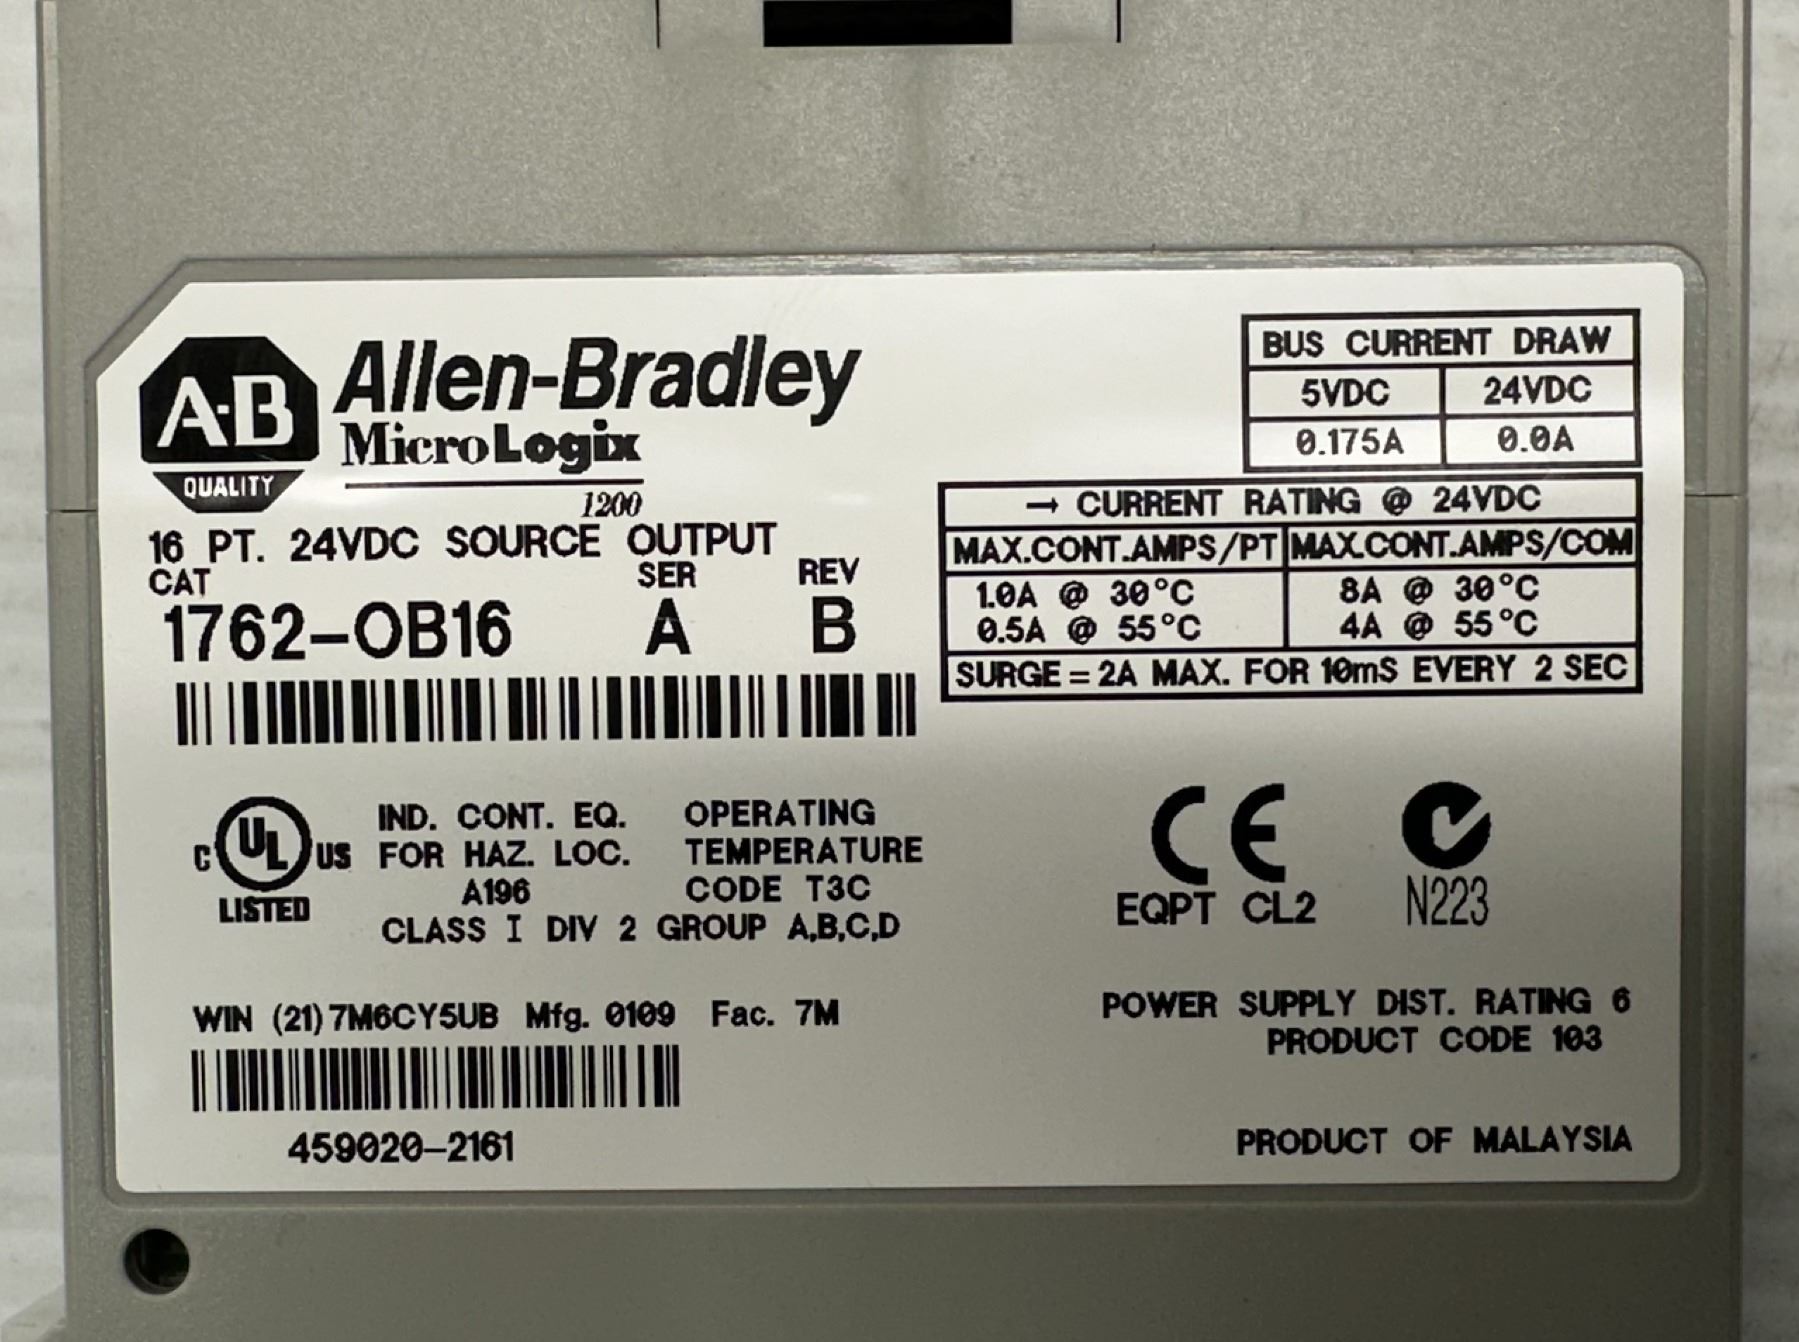 A-B
QUALITY
Allen-Bradley
MicroLogix
1200
16 PT. 24VDC SOURCE OUTPUT
CAT SER REV
1762-OB16 A B
BUS CURRENT DRAW
5VDC 24VDC
0.175A 0.0A
→ CURRENT RATING @ 24VDC
MAX.CONT.AMPS/PT MAX.CONT.AMPS/COM
1.0A @ 30°C 8A @ 30°C
0.5A @ 55°C 4A @ 55°C
SURGE = 2A MAX. FOR 10mS EVERY 2 SEC
C UL US
LISTED
IND. CONT. EQ.
FOR HAZ. LOC.
A196
OPERATING
TEMPERATURE
CODE T3C
CLASS I DIV 2 GROUP A,B,C,D
CE
EQPT CL2
N223
WIN (21) 7M6CY5UB Mfg. 0109 Fac. 7M
459020-2161
POWER SUPPLY DIST. RATING 6
PRODUCT CODE 103
PRODUCT OF MALAYSIA